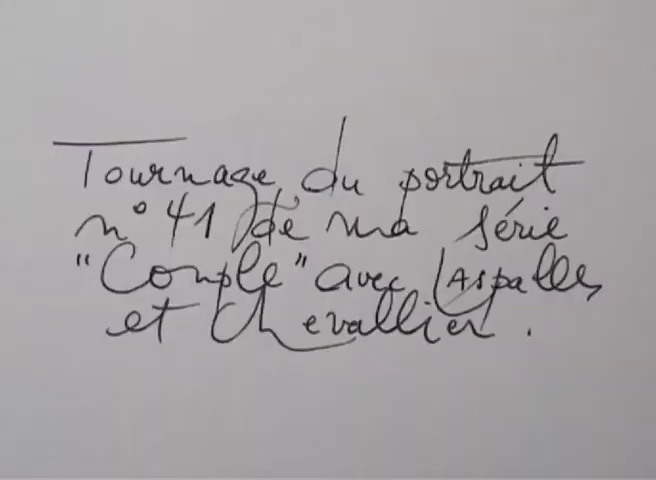 Tournage du portrait
n° 41 de ma série
"Couple" avec Laspalles
et Chevallier.